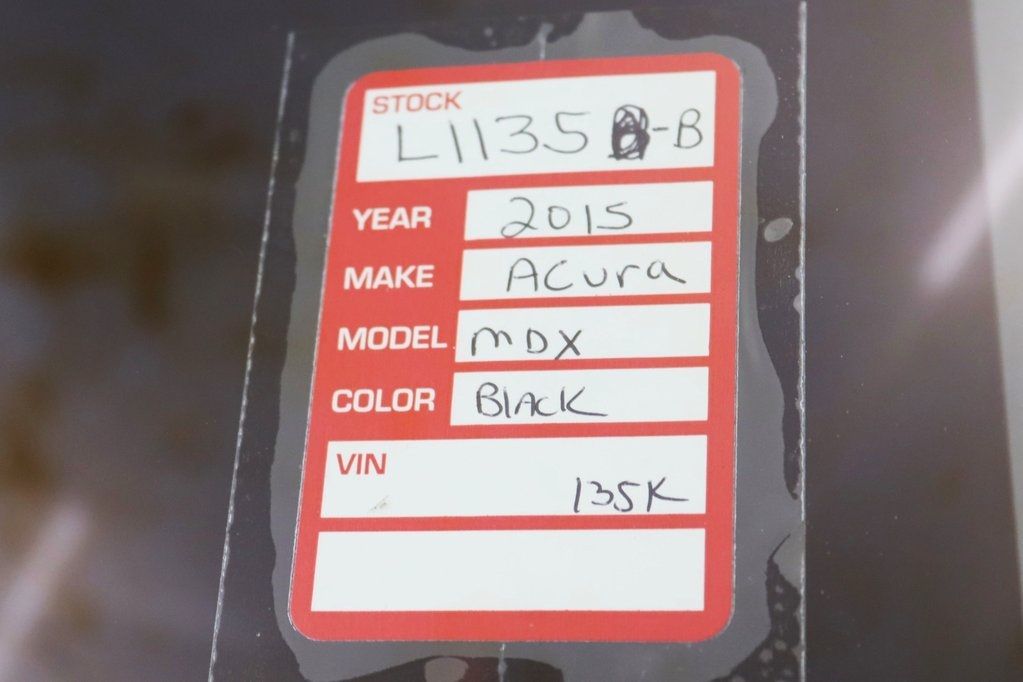 STOCK
L1135 -B
YEAR 2015
MAKE Acura
MODEL MDX
COLOR Black
VIN
135K